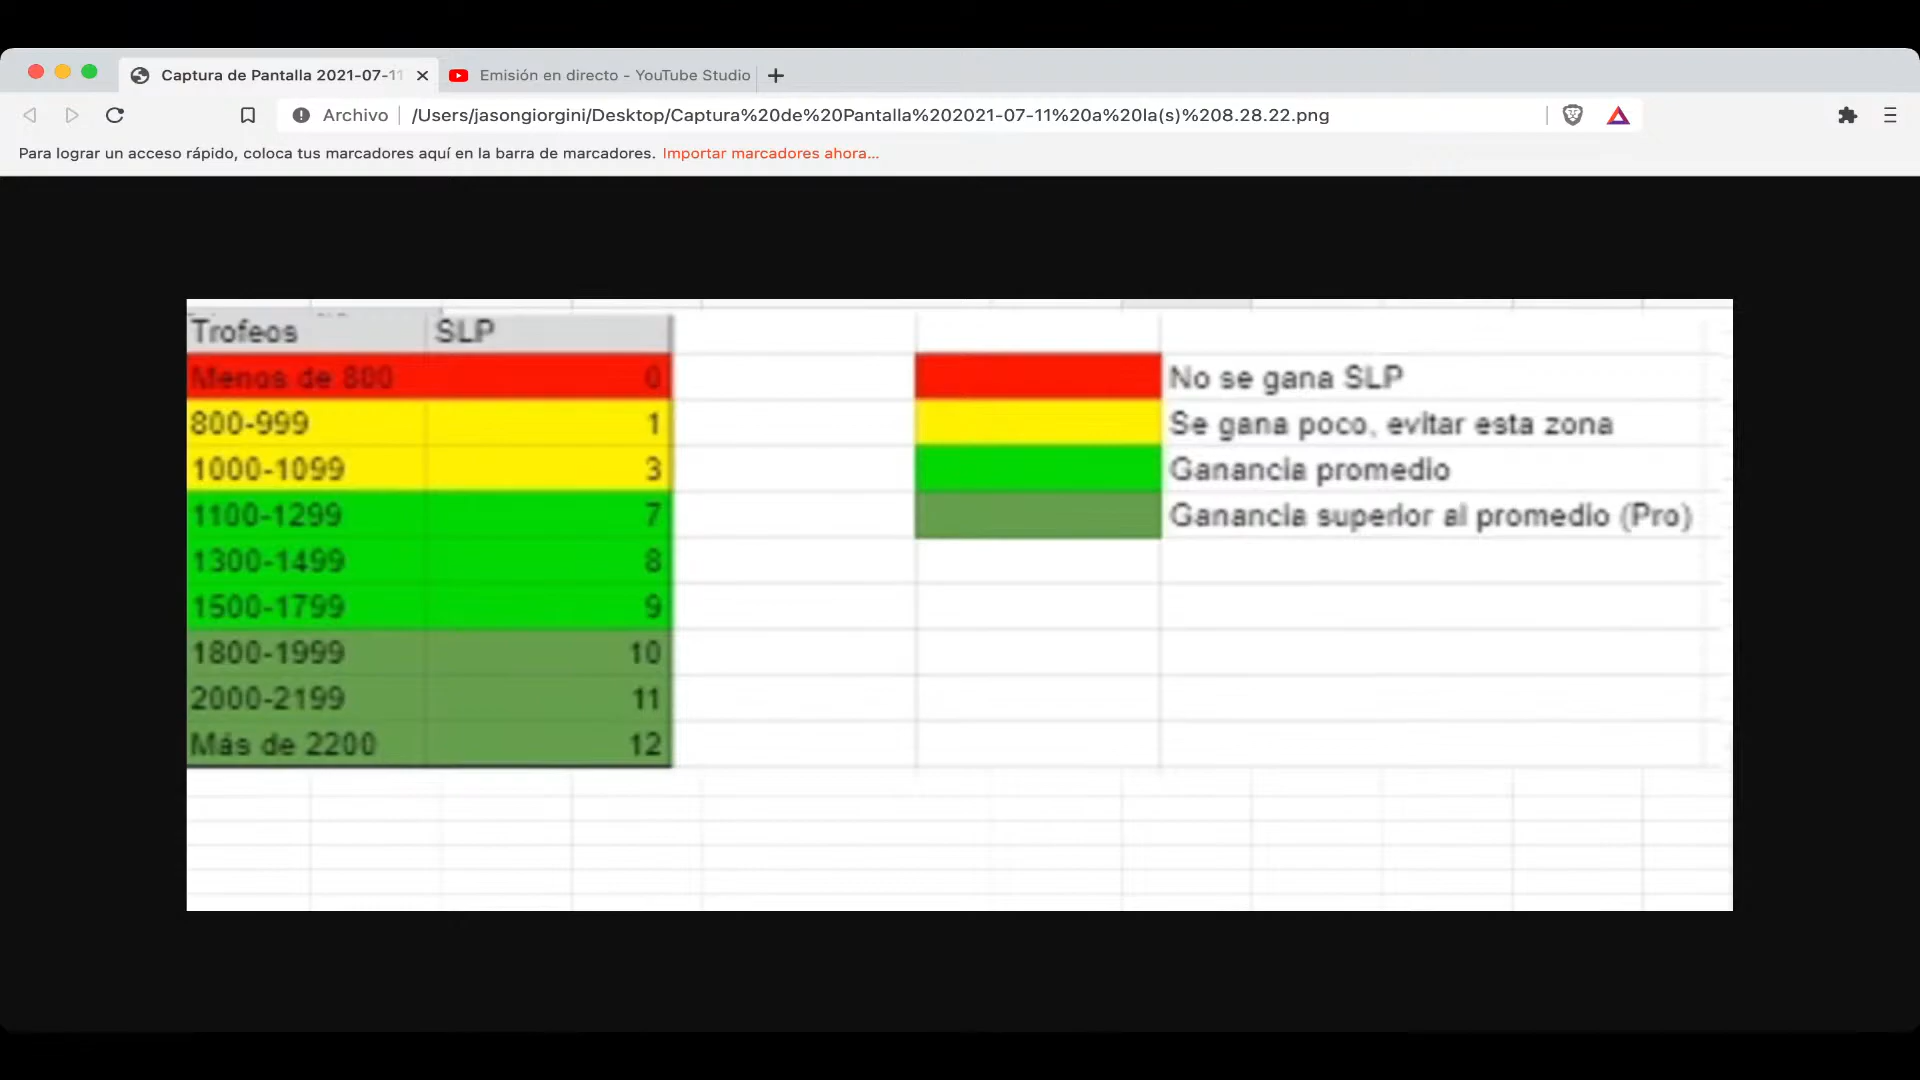 Captura de Pantalla 2021-07-11
Emisión en directo - YouTube Studio
Archivo
/Users/jasongiorgini/Desktop/Captura%20de%20Pantalla%202021-07-11%20a%20la(s)%208.28.22.png
Para lograr un acceso rápido, coloca tus marcadores aquí en la barra de marcadores. Importar marcadores ahora...
Trofeos SLP
Menos de 800 0
No se gana SLP
800-999 1
Se gana poco, evitar esta zona
1000-1099 3
Ganancia promedio
1100-1299 7
Ganancia superior al promedio (Pro)
1300-1499 8
1500-1799 9
1800-1999 10
2000-2199 11
Más de 2200 12